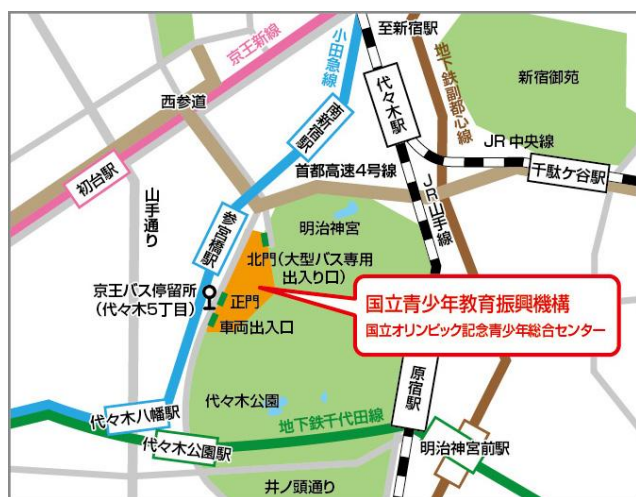 至新宿駅
小田急線
京王新線
地下鉄副都心線
新宿御苑
代々木駅
西参道
南新宿駅
JR中央線
千駄ケ谷駅
初台駅
首都高速4号線
山手通り
JR山手線
参宮橋駅
明治神宮
北門(大型バス専用
出入り口)
京王バス停留所
(代々木5丁目)
正門
車両出入口
国立青少年教育振興機構
国立オリンピック記念青少年総合センター
原宿駅
代々木公園
代々木八幡駅
地下鉄千代田線
代々木公園駅
明治神宮前駅
井ノ頭通り